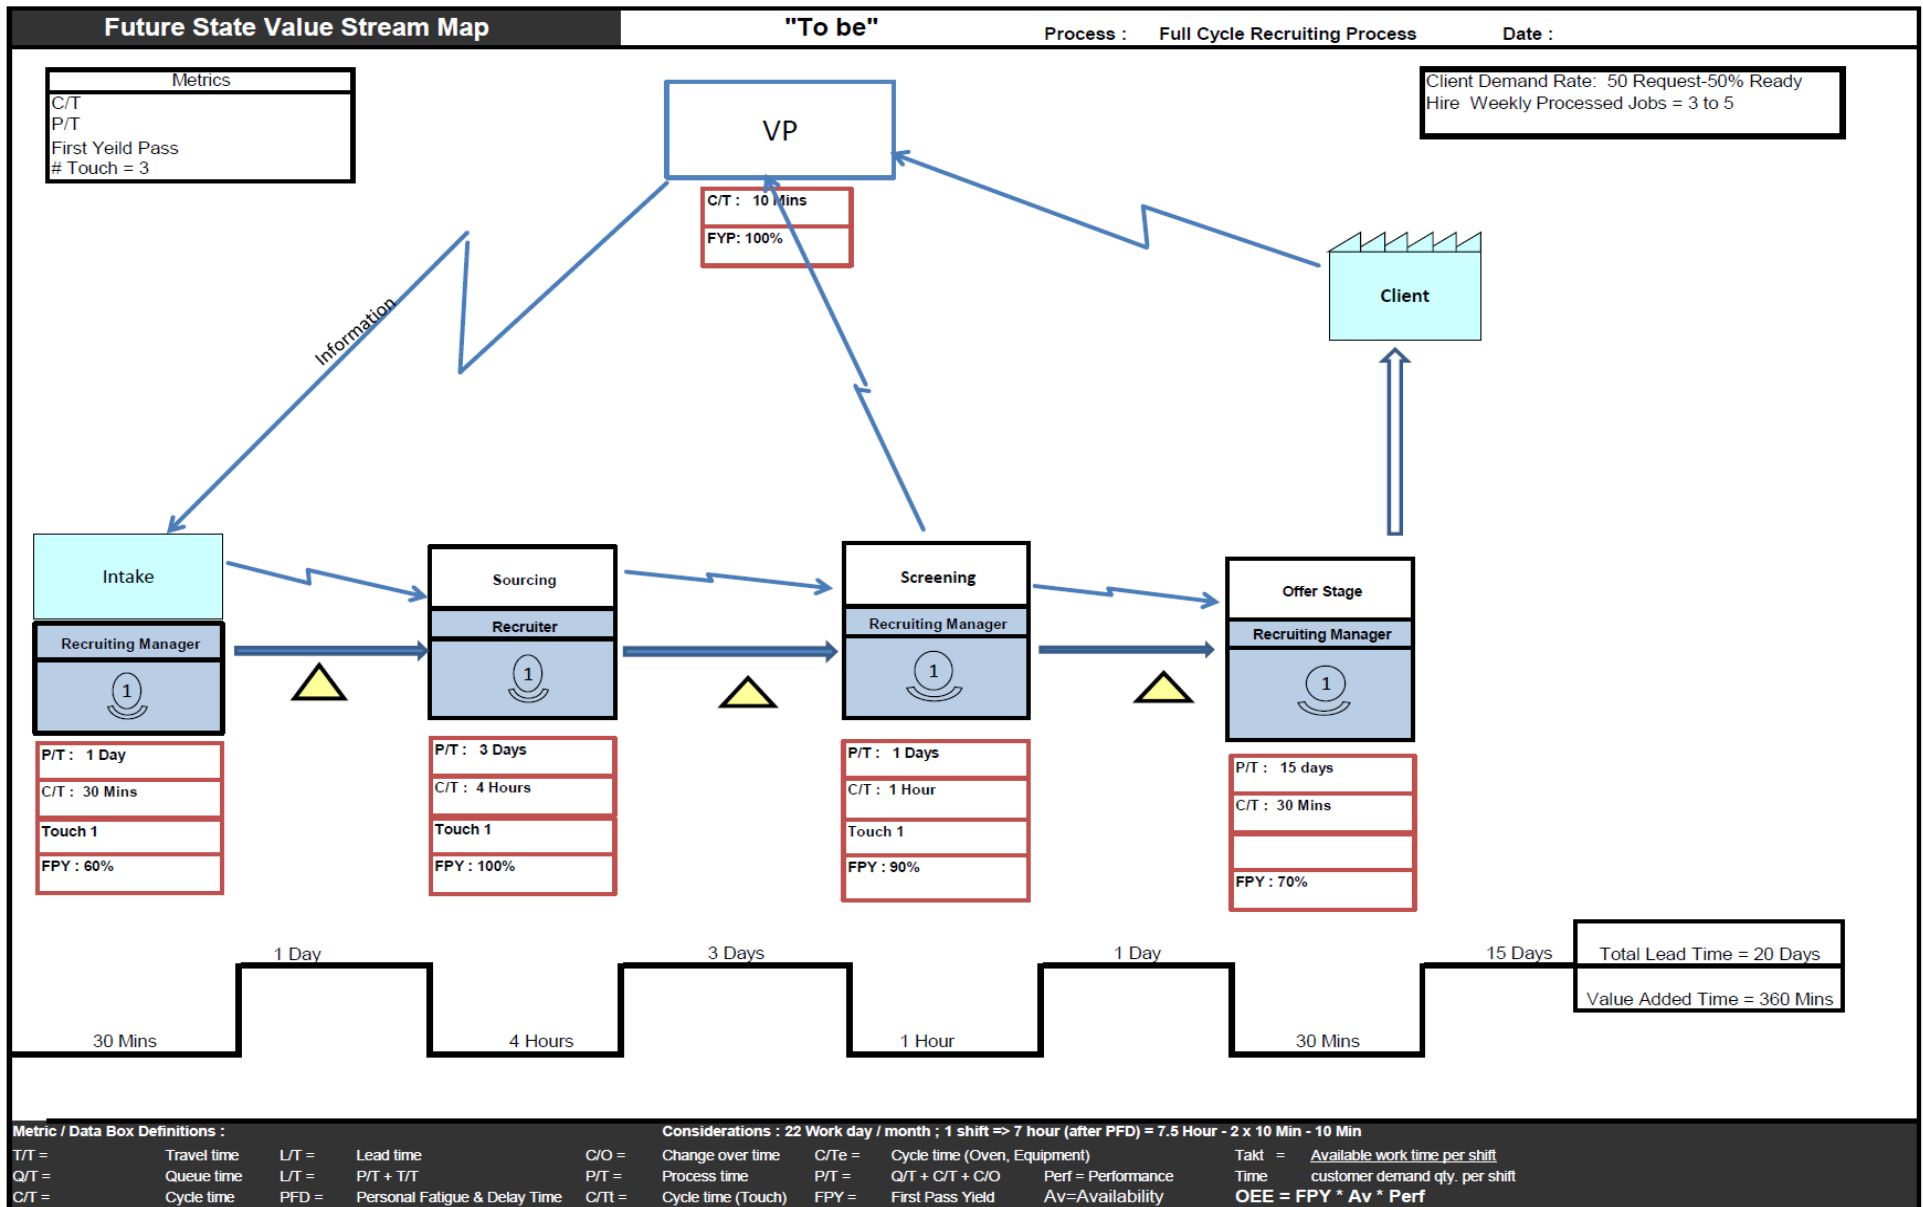 Future State Value Stream Map
"To be"
Process :
Full Cycle Recruiting Process
Date :
Metrics
C/T
P/T
First Yeild Pass
# Touch = 3
Client Demand Rate:  50 Request-50% Ready
Hire  Weekly Processed Jobs = 3 to 5
VP
C/T :   10 Mins
FYP: 100%
Client
Information
Intake
Recruiting Manager
1
P/T :   1 Day
C/T :  30 Mins
Touch 1
FPY : 60%
Sourcing
Recruiter
1
P/T :   3 Days
C/T :  4 Hours
Touch 1
FPY : 100%
Screening
Recruiting Manager
1
P/T :   1 Days
C/T :  1 Hour
Touch 1
FPY : 90%
Offer Stage
Recruiting Manager
1
P/T :   15 days
C/T :  30 Mins
FPY : 70%
1 Day
3 Days
1 Day
15 Days
Total Lead Time = 20 Days
Value Added Time = 360 Mins
30 Mins
4 Hours
1 Hour
30 Mins
Metric / Data Box Definitions :
Considerations : 22 Work day / month ; 1 shift => 7 hour (after PFD) = 7.5 Hour - 2 x 10 Min - 10 Min
T/T = Travel time L/T = Lead time C/O = Change over time C/Te = Cycle time (Oven, Equipment) Takt = Available work time per shift
Q/T = Queue time L/T = P/T + T/T P/T = Process time P/T = Q/T + C/T + C/O Perf = Performance Time customer demand qty. per shift
C/T = Cycle time PFD = Personal Fatigue & Delay Time C/Tt = Cycle time (Touch) FPY = First Pass Yield Av=Availability OEE = FPY * Av * Perf